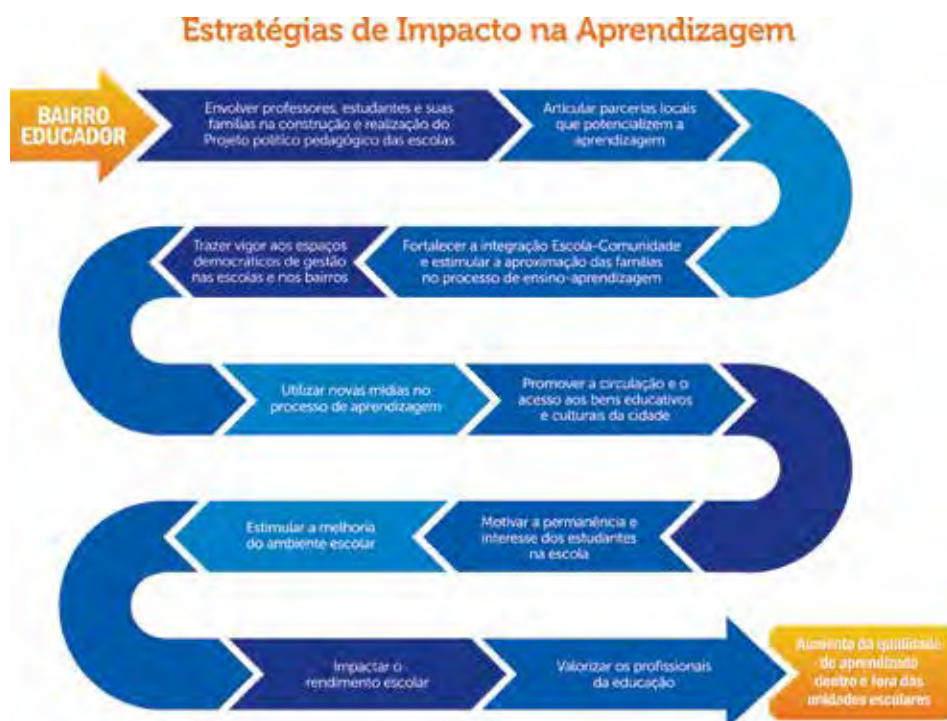 Estratégias de Impacto na Aprendizagem
BAIRRO
EDUCADOR
Envolver professores, estudantes e suas
famílias na construção e realização do
Projeto político pedagógico das escolas
Articular parcerias locais
que potencializem a
aprendizagem
Fortalecer a integração Escola-Comunidade
e estimular a aproximação das famílias
no processo de ensino-aprendizagem
Trazer vigor aos espaços
democráticos de gestão
nas escolas e nos bairros
Utilizar novas mídias no
processo de aprendizagem
Promover a circulação e o
acesso aos bens educativos
e culturais da cidade
Motivar a permanência e
interesse dos estudantes
na escola
Estimular a melhoria
do ambiente escolar
Impactar o
rendimento escolar
Valorizar os profissionais
da educação
Aumento da qualidade
do aprendizado
dentro e fora das
unidades escolares